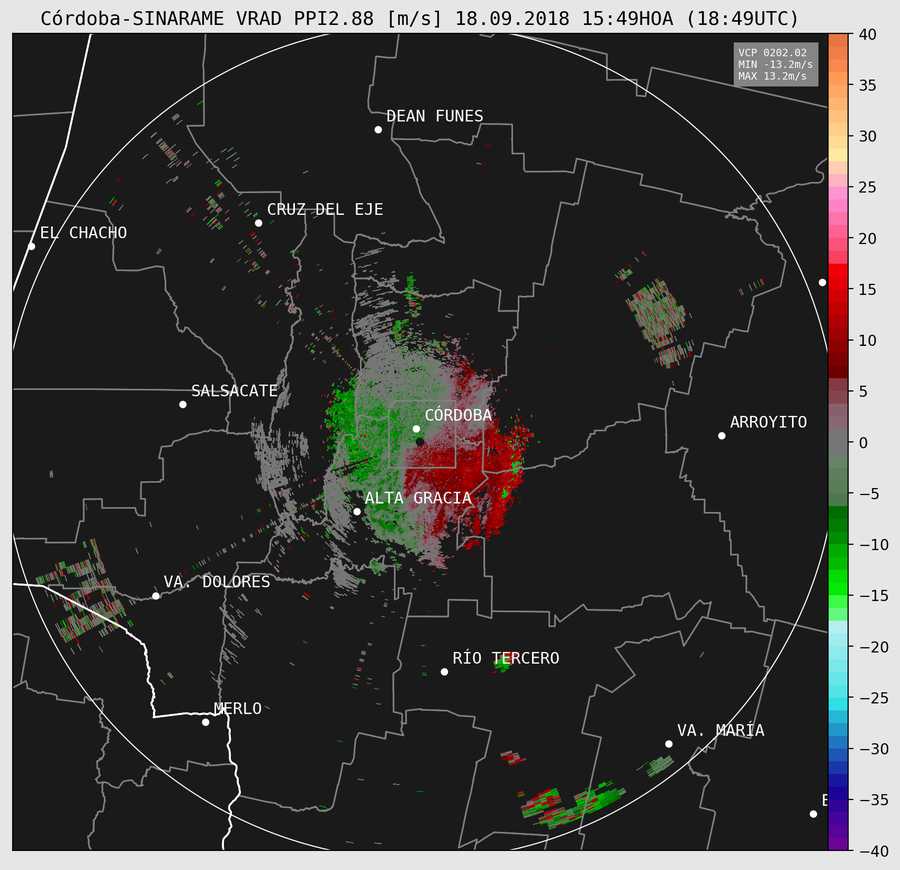 Córdoba-SINARAME VRAD PPI2.88 [m/s] 18.09.2018 15:49HOA (18:49UTC)
VCP 0202.02
MIN -13.2m/s
MAX 13.2m/s
DEAN FUNES
CRUZ DEL EJE
EL CHACHO
SALSACATE
CÓRDOBA
ARROYITO
ALTA GRACIA
VA. DOLORES
RÍO TERCERO
MERLO
VA. MARÍA
40
35
30
25
20
15
10
5
0
−5
−10
−15
−20
−25
−30
−35
−40